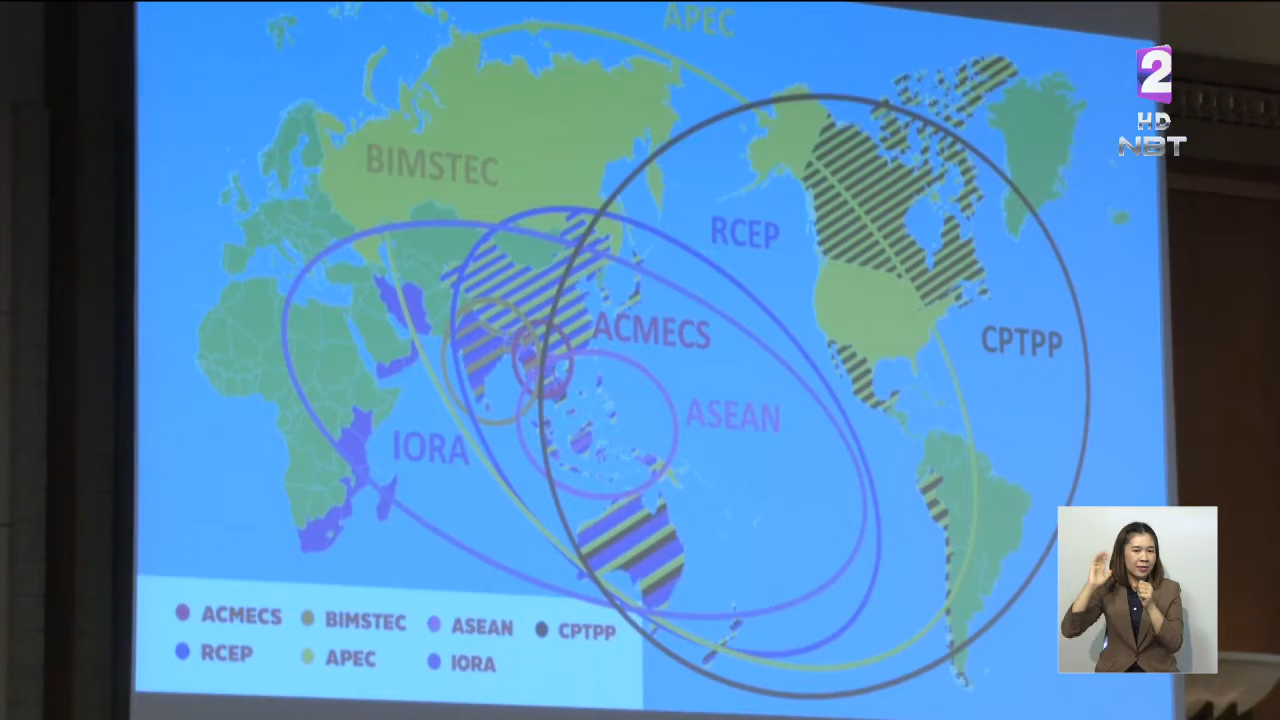 APEC
2
HD
NBT
BIMSTEC
RCEP
ACMECS
CPTPP
ASEAN
IORA
ACMECS BIMSTEC ASEAN CPTPP
RCEP APEC IORA